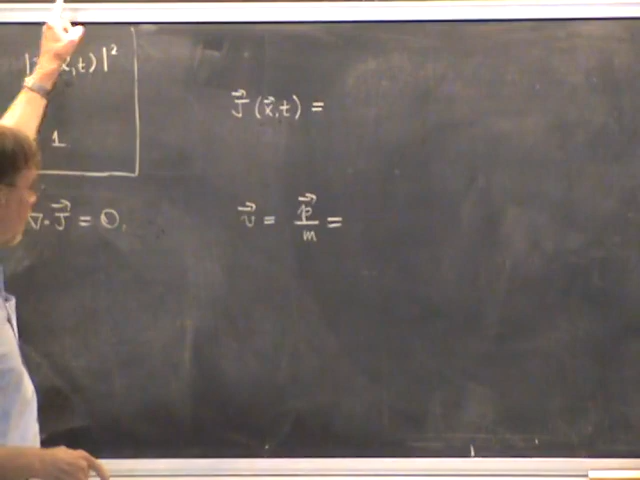 x,t)|²
J⃗(x⃗,t) =
1
∇·J⃗ = 0,
v⃗ = p⃗/m =